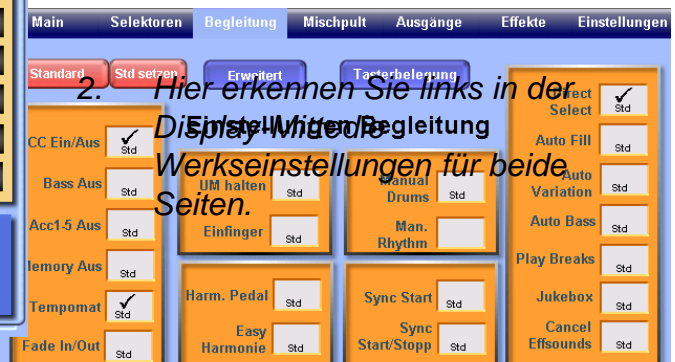 Main Selektoren Begleitung Mischpult Ausgänge Effekte Einstellungen
Standard Std setzen Erweitert Tasterbelegung
2. Hier erkennen Sie links in der
Display-Mitte die
Werkseinstellungen für beide
Seiten.
Einstellungen Begleitung
CC Ein/Aus Std
Bass Aus Std
Acc1-5 Aus Std
Memory Aus Std
Tempomat Std
Fade In/Out Std
UM halten Std
Einfinger Std
Harm. Pedal Std
Easy
Harmonie Std
Manual
Drums Std
Man.
Rhythm
Sync Start Std
Sync
Start/Stopp Std
Direct
Select Std
Auto Fill Std
Auto
Variation Std
Auto Bass Std
Play Breaks Std
Jukebox Std
Cancel
Effsounds Std